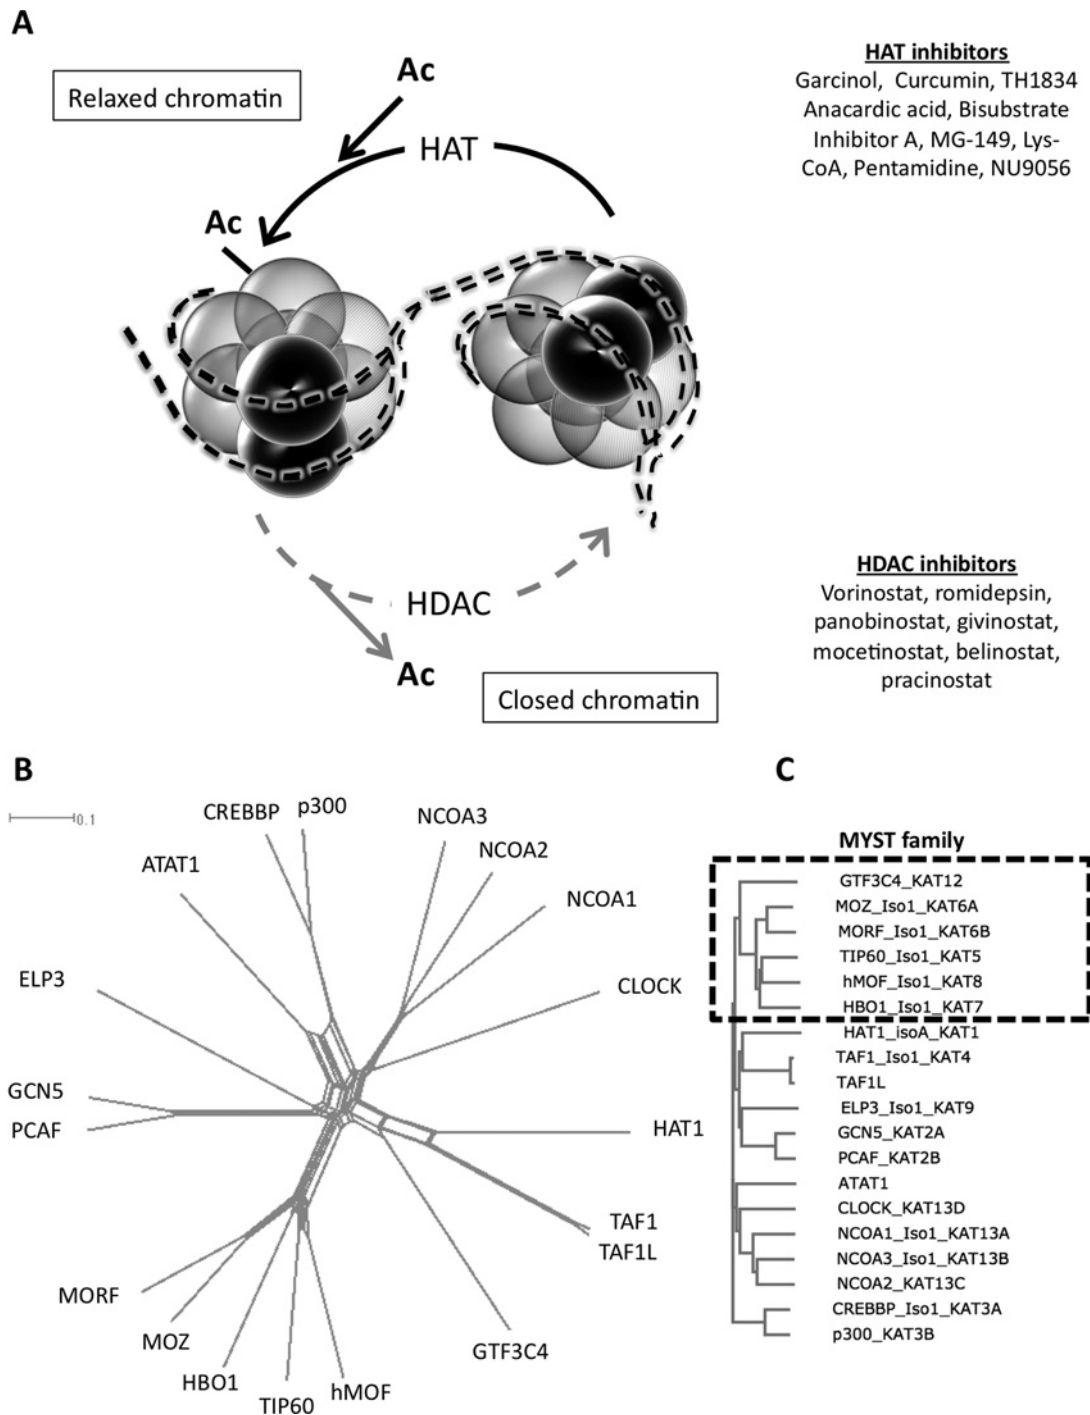 A
HAT inhibitors
Garcinol, Curcumin, TH1834
Anacardic acid, Bisubstrate
Inhibitor A, MG-149, Lys-
CoA, Pentamidine, NU9056
Ac
Relaxed chromatin
HAT
Ac
HDAC inhibitors
Vorinostat, romidepsin,
panobinostat, givinostat,
mocetinostat, belinostat,
pracinostat
HDAC
Ac
Closed chromatin
B
0.1
CREBBP
p300
NCOA3
NCOA2
ATAT1
NCOA1
ELP3
CLOCK
GCN5
PCAF
HAT1
TAF1
TAF1L
MORF
MOZ
GTF3C4
HBO1
TIP60
hMOF
C
MYST family
GTF3C4_KAT12
MOZ_Iso1_KAT6A
MORF_Iso1_KAT6B
TIP60_Iso1_KAT5
hMOF_Iso1_KAT8
HBO1_Iso1_KAT7
HAT1_isoA_KAT1
TAF1_Iso1_KAT4
TAF1L
ELP3_Iso1_KAT9
GCN5_KAT2A
PCAF_KAT2B
ATAT1
CLOCK_KAT13D
NCOA1_Iso1_KAT13A
NCOA3_Iso1_KAT13B
NCOA2_KAT13C
CREBBP_Iso1_KAT3A
p300_KAT3B